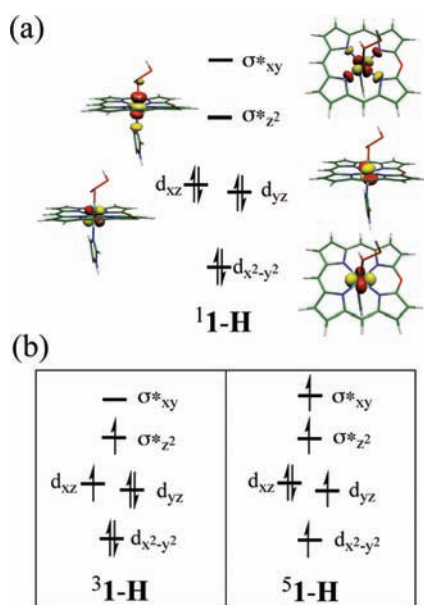 (a)
σ*xy
σ*z²
dxz dyz
dx²-y²
¹1-H
(b)
σ*xy σ*xy
σ*z² σ*z²
dxz dyz dxz dyz
dx²-y² dx²-y²
³1-H ⁵1-H